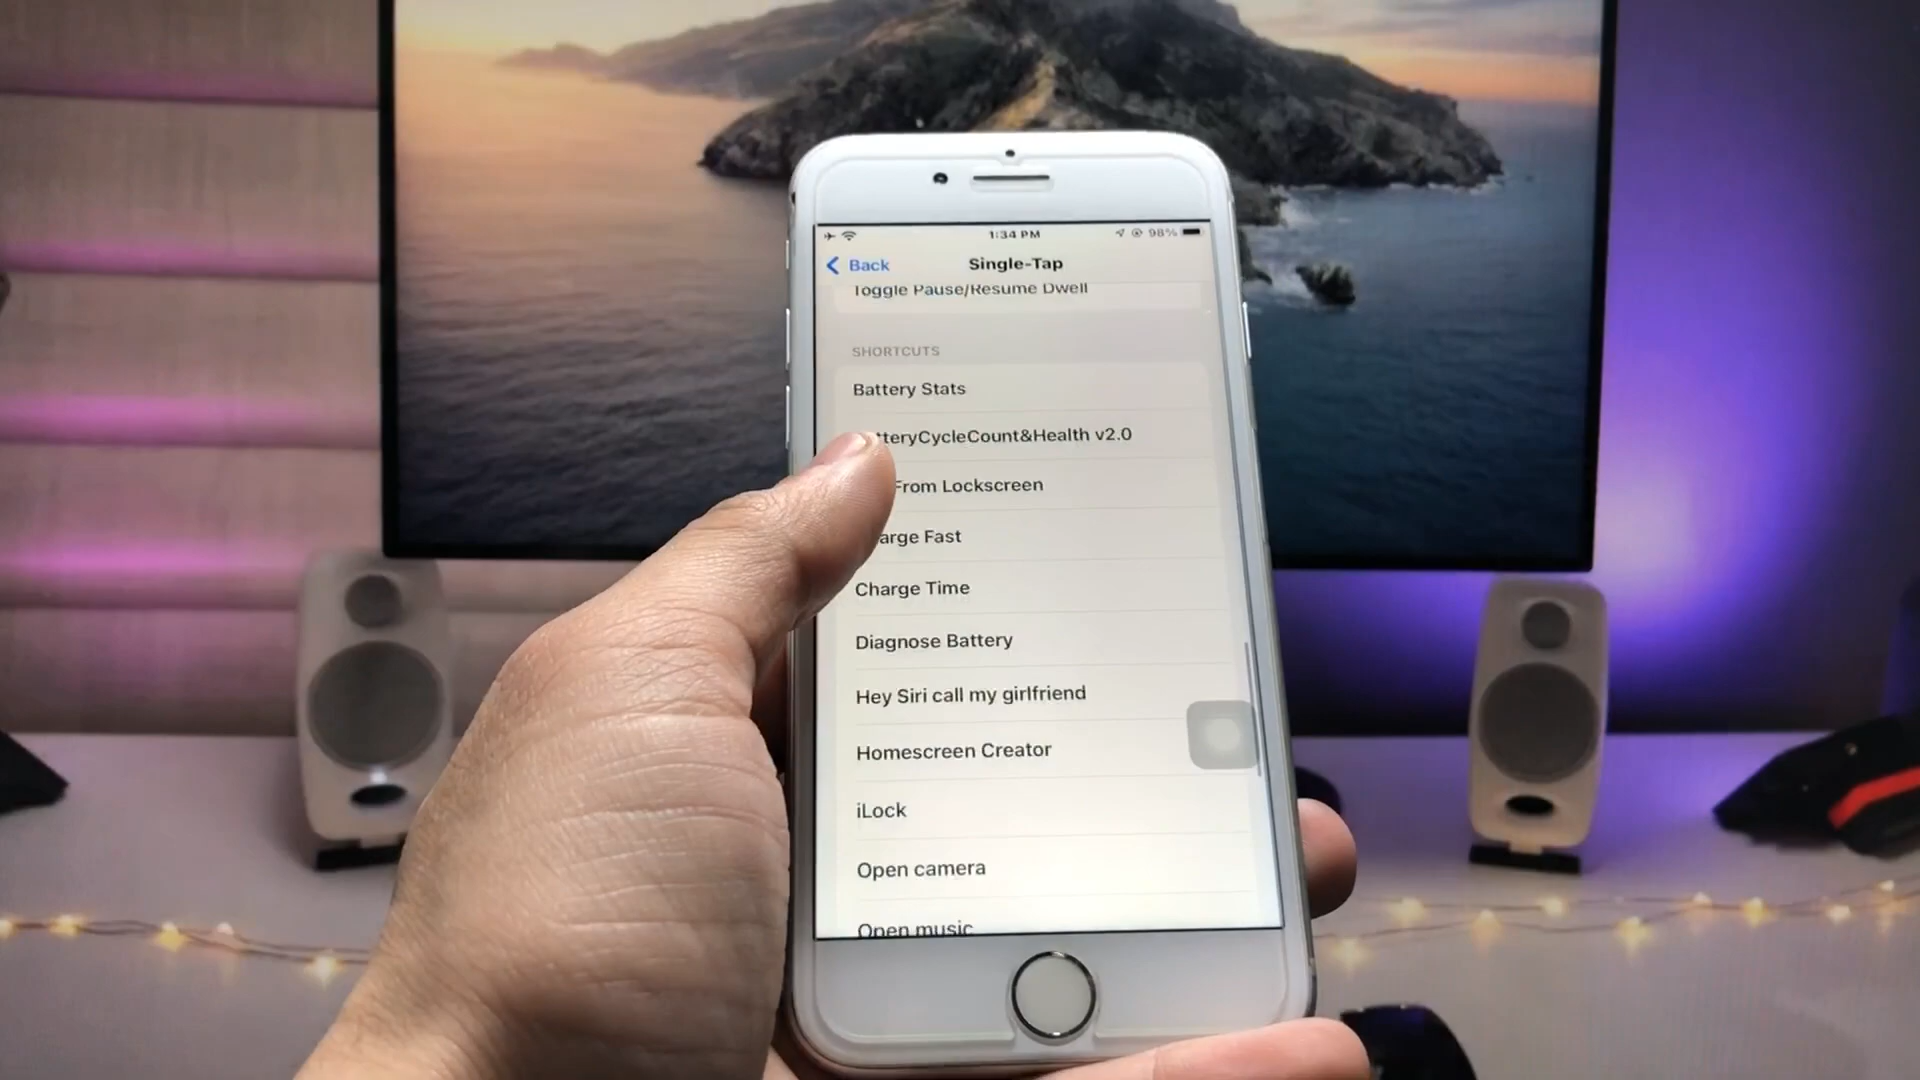 1:34 PM
98%
Back
Single-Tap
Toggle Pause/Resume Dwell
SHORTCUTS
Battery Stats
tteryCycleCount&Health v2.0
From Lockscreen
arge Fast
Charge Time
Diagnose Battery
Hey Siri call my girlfriend
Homescreen Creator
iLock
Open camera
Open music